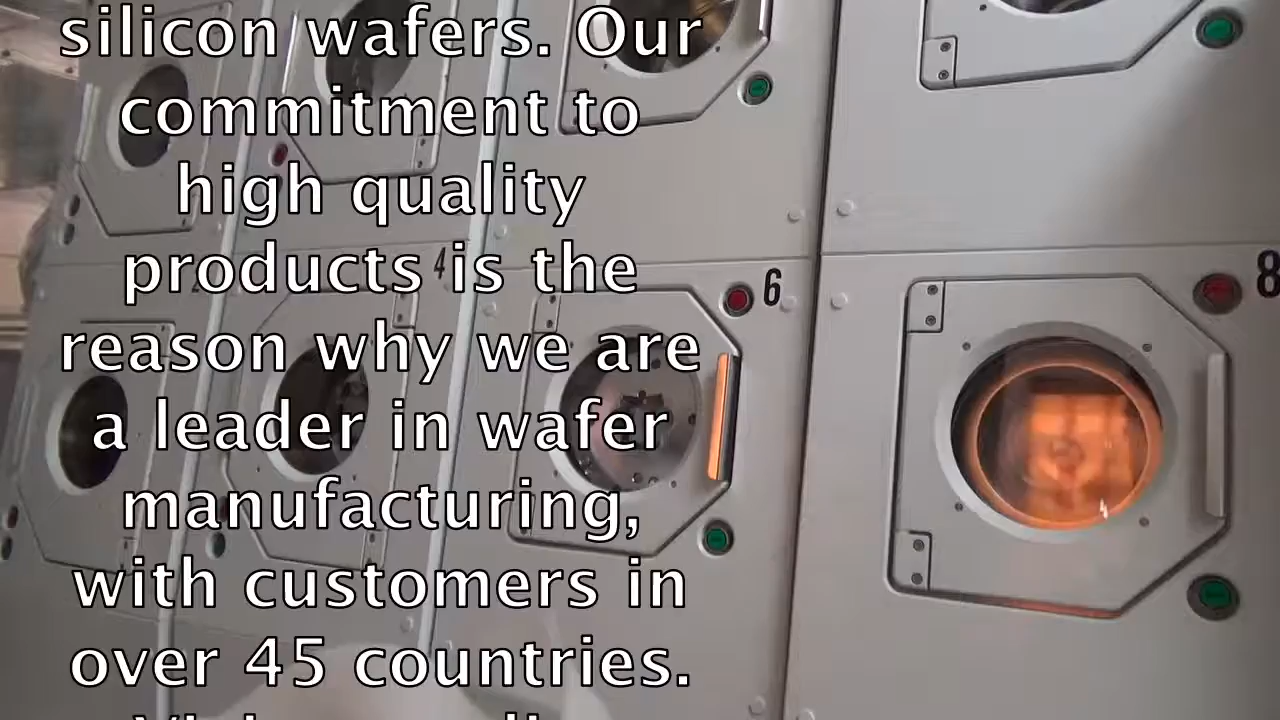 silicon wafers. Our
commitment to
high quality
products is the
reason why we are
a leader in wafer
manufacturing,
with customers in
over 45 countries.
4
6
8